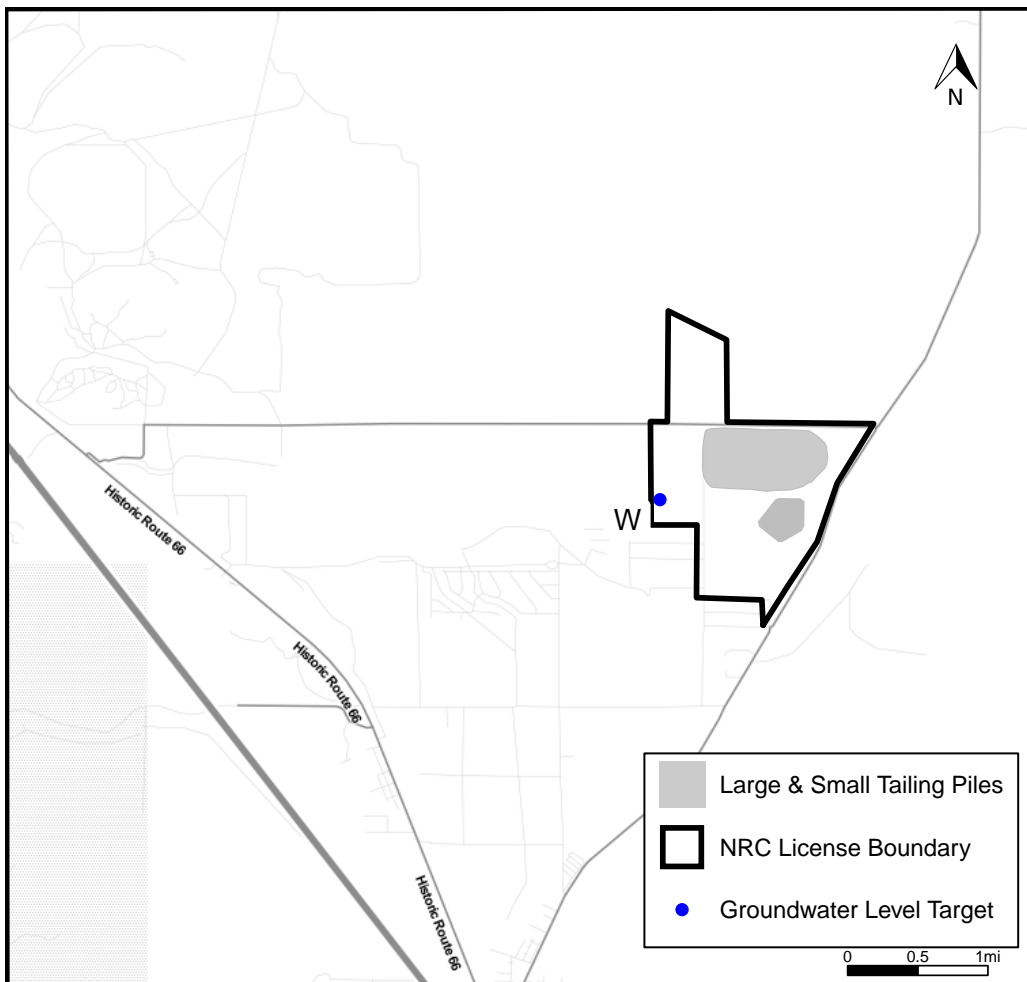 N
W
Historic Route 66
Historic Route 66
Historic Route 66
Large & Small Tailing Piles
NRC License Boundary
Groundwater Level Target
0 0.5 1mi